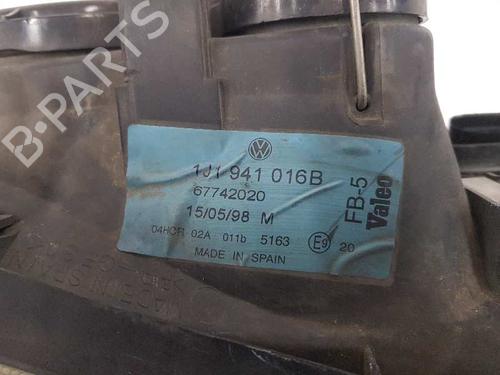 1J1 941 016B
67742020
15/05/98 M
04HCR 02A 011b 5163 E9 20
MADE IN SPAIN
FB-5
Valeo
B-Parts